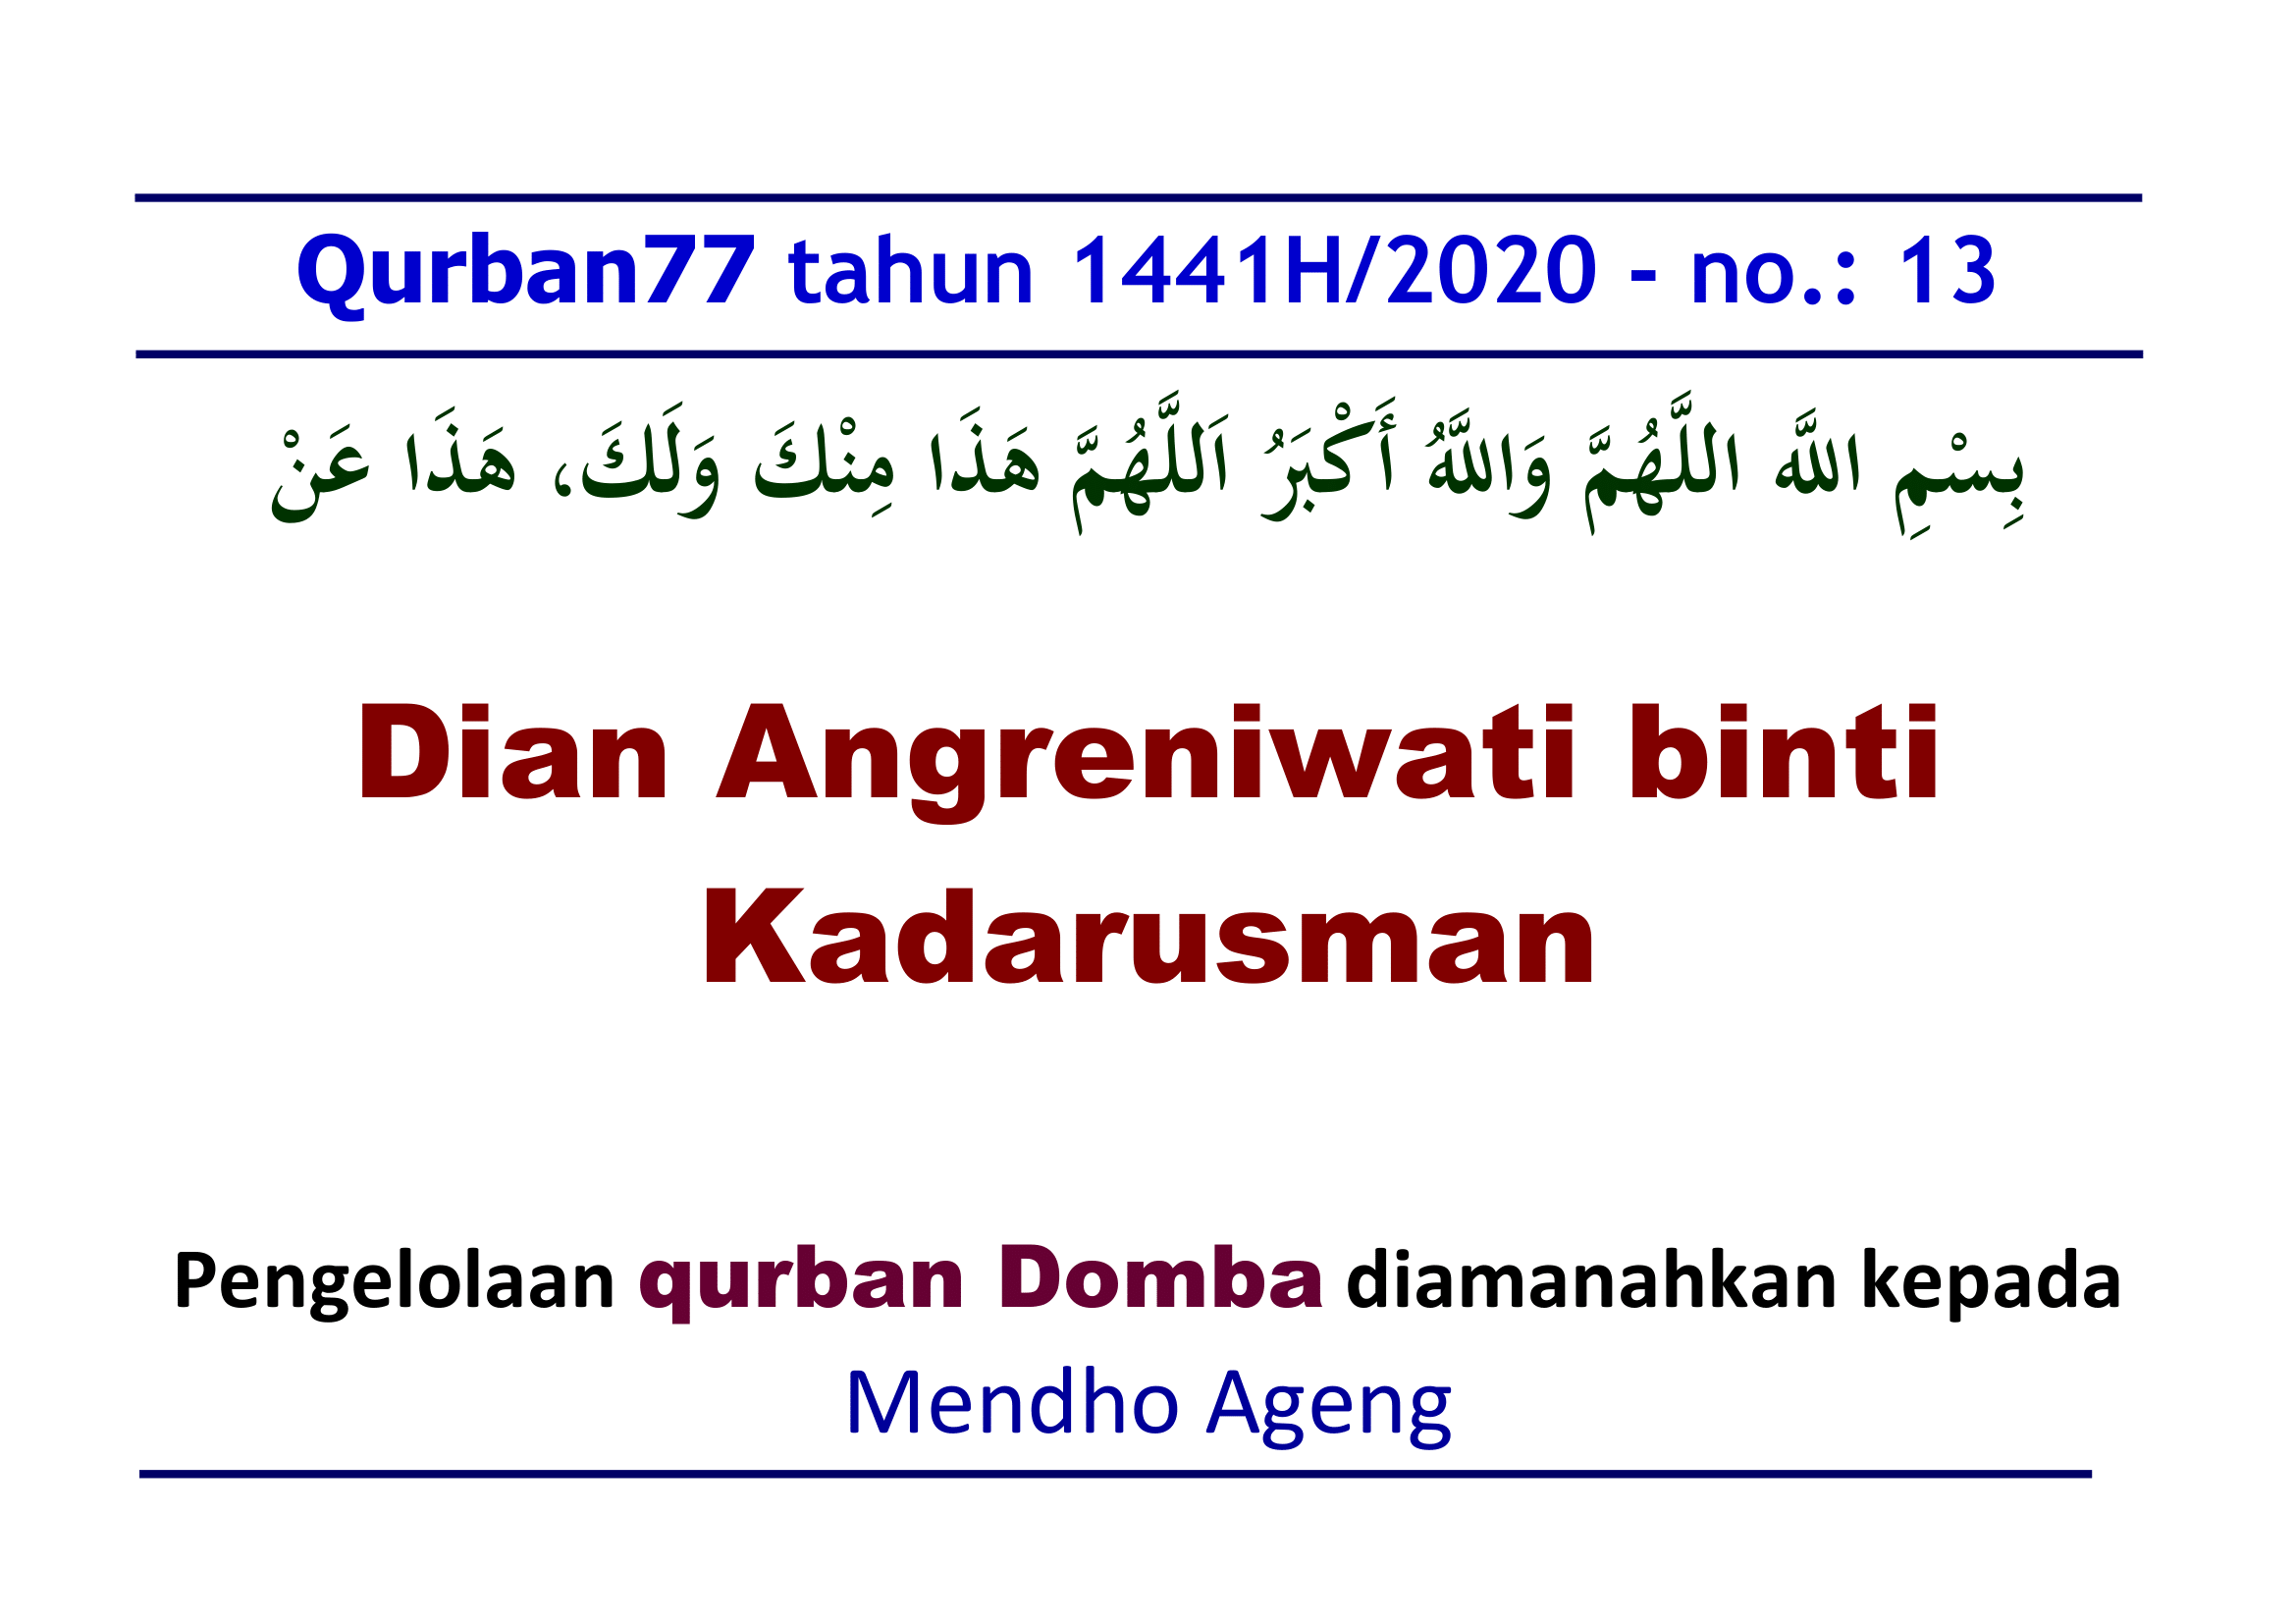 Qurban77 tahun 1441H/2020 - no.: 13
بِسْمِ اللَّه اللَّهُمَّ وَاللَّهُ أَكْبَرُ اَللَّهُمَّ هَذَا مِنْكَ وَلَكَ، هَذَا عَنْ
Dian Angreniwati binti
Kadarusman
Pengelolaan qurban Domba diamanahkan kepada
Mendho Ageng